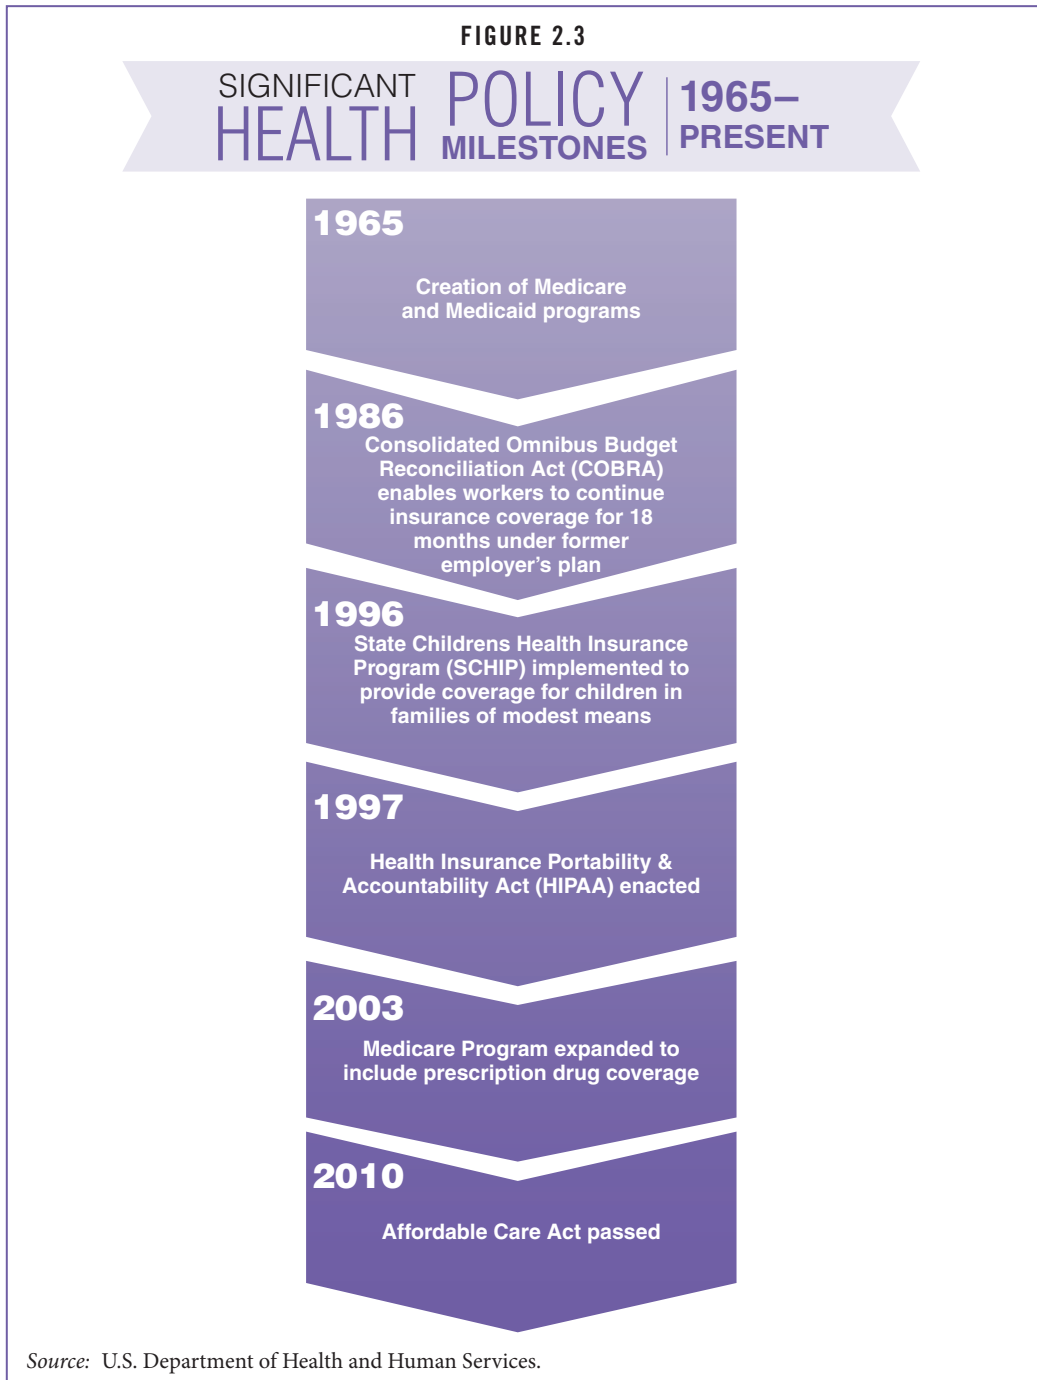 FIGURE 2.3
SIGNIFICANT
HEALTH
POLICY
MILESTONES
1965–
PRESENT
1965
Creation of Medicare
and Medicaid programs
1986
Consolidated Omnibus Budget
Reconciliation Act (COBRA)
enables workers to continue
insurance coverage for 18
months under former
employer’s plan
1996
State Childrens Health Insurance
Program (SCHIP) implemented to
provide coverage for children in
families of modest means
1997
Health Insurance Portability &
Accountability Act (HIPAA) enacted
2003
Medicare Program expanded to
include prescription drug coverage
2010
Affordable Care Act passed
Source: U.S. Department of Health and Human Services.